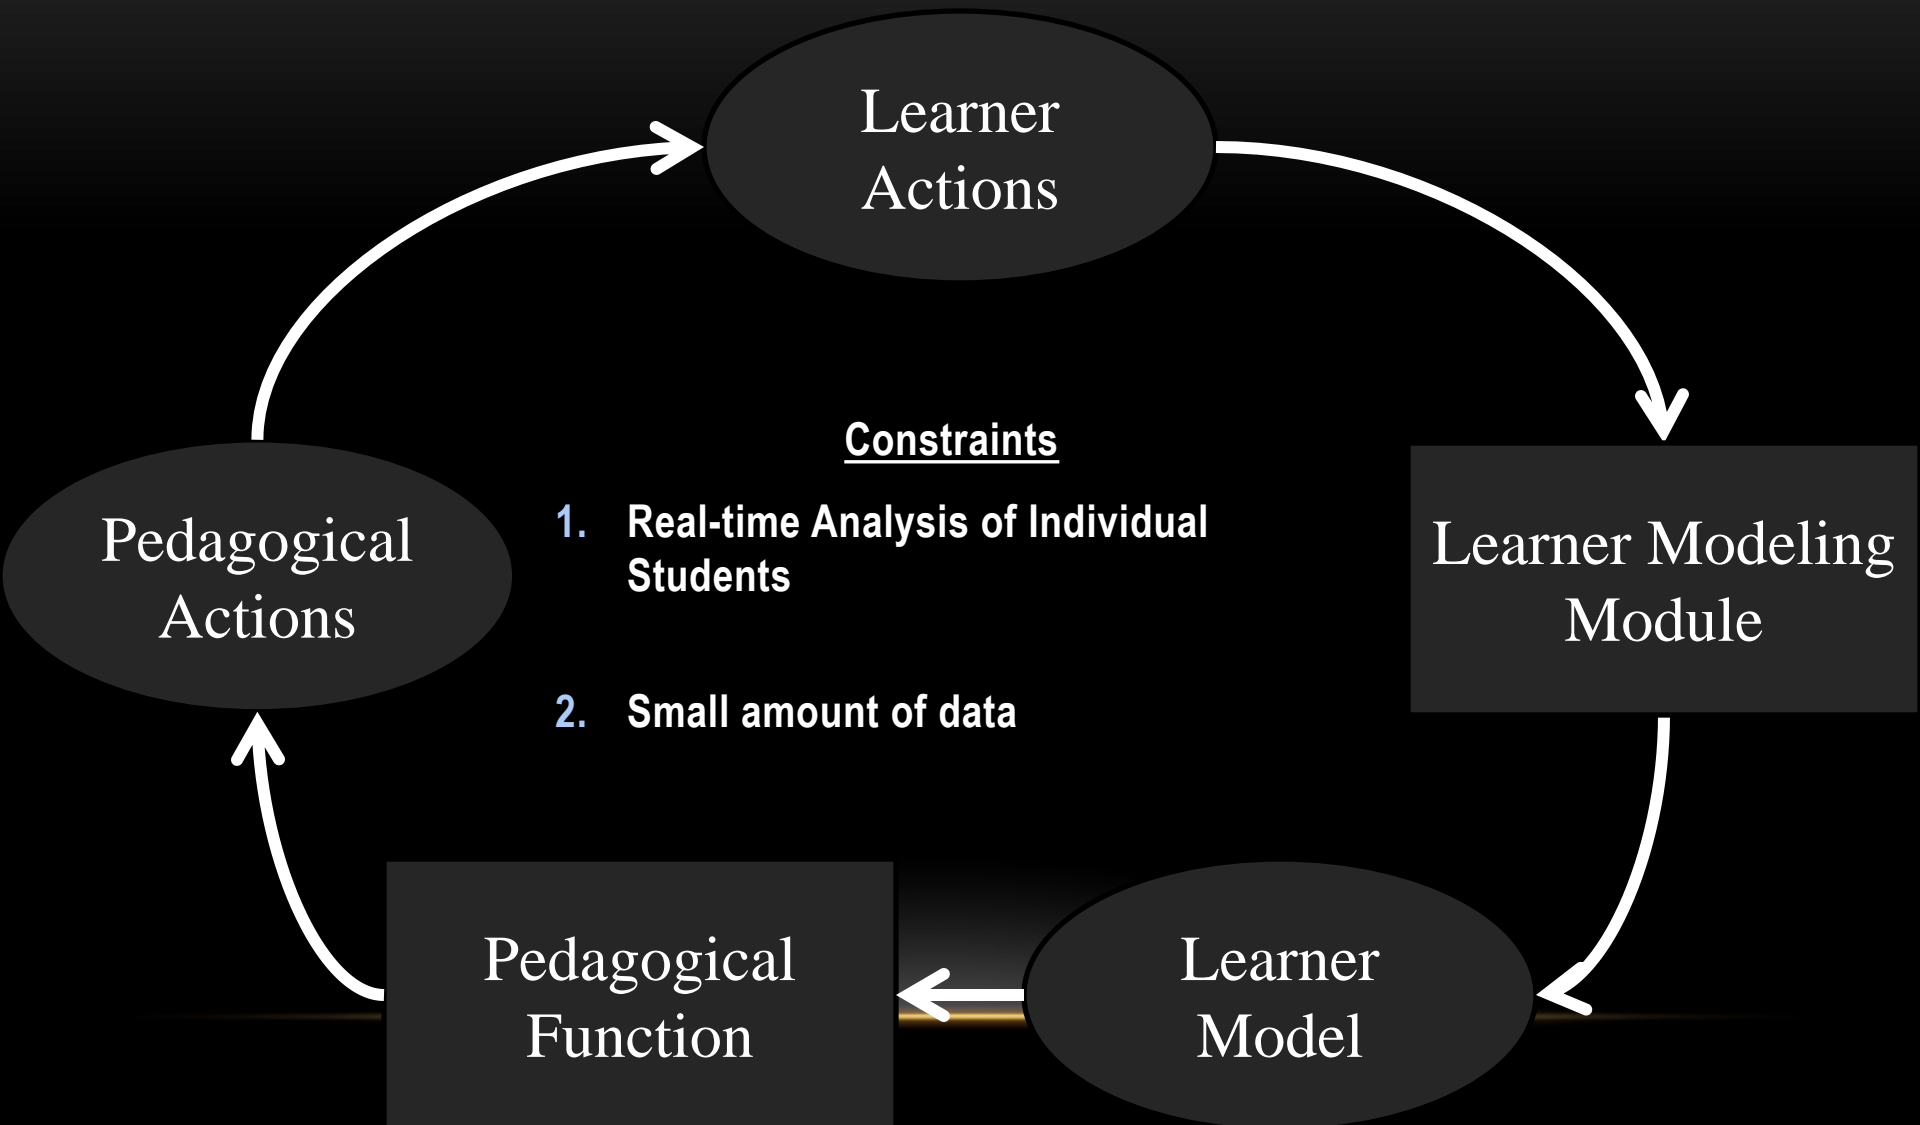 Learner
Actions
Constraints
1. Real-time Analysis of Individual
Students
2. Small amount of data
Pedagogical
Actions
Learner Modeling
Module
Pedagogical
Function
Learner
Model